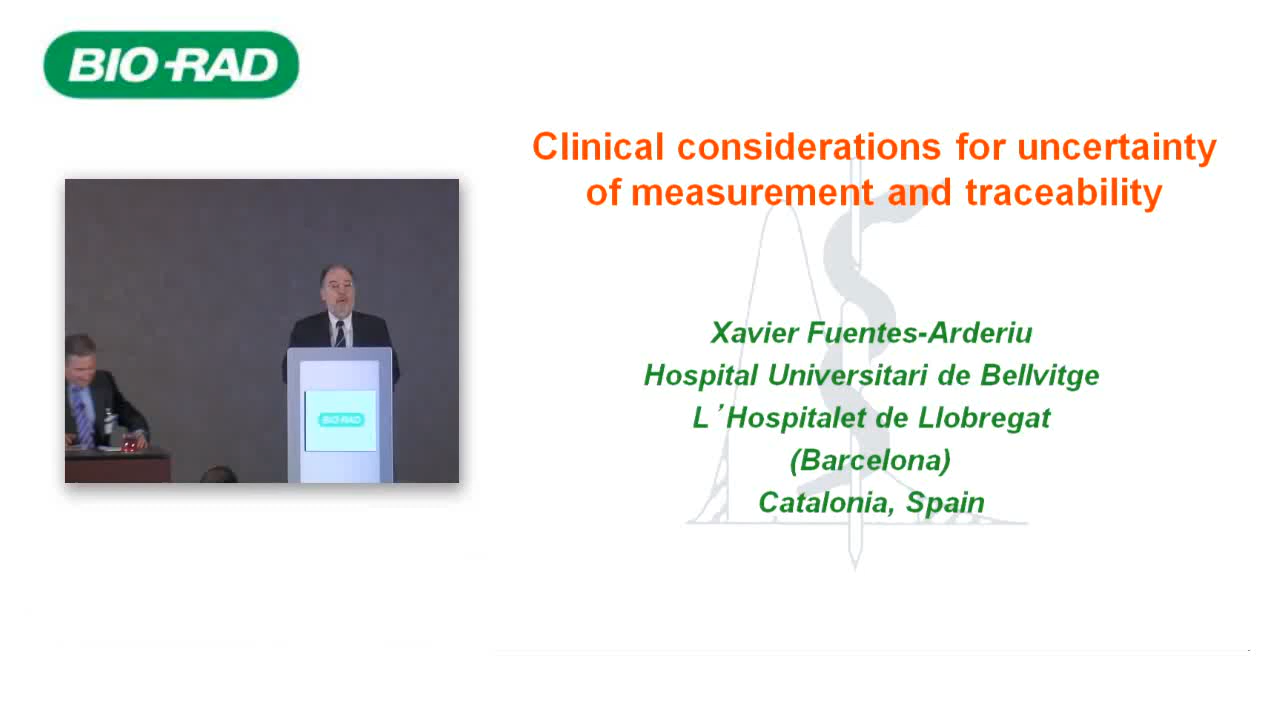 BIO-RAD
Clinical considerations for uncertainty
of measurement and traceability
Xavier Fuentes-Arderiu
Hospital Universitari de Bellvitge
L´Hospitalet de Llobregat
(Barcelona)
Catalonia, Spain
BIO-RAD